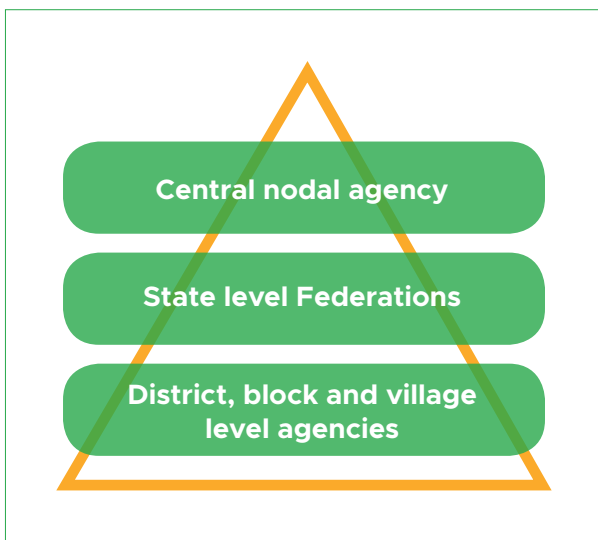 Central nodal agency
State level Federations
District, block and village
level agencies